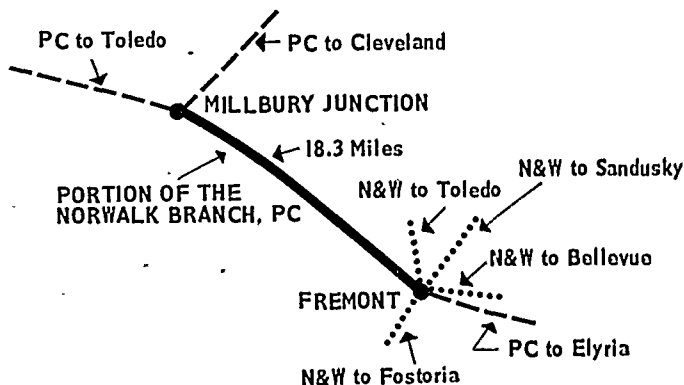 PC to Toledo
PC to Cleveland
MILLBURY JUNCTION
18.3 Miles
PORTION OF THE
NORWALK BRANCH, PC
N&W to Toledo
N&W to Sandusky
N&W to Bellevue
FREMONT
PC to Elyria
N&W to Fostoria